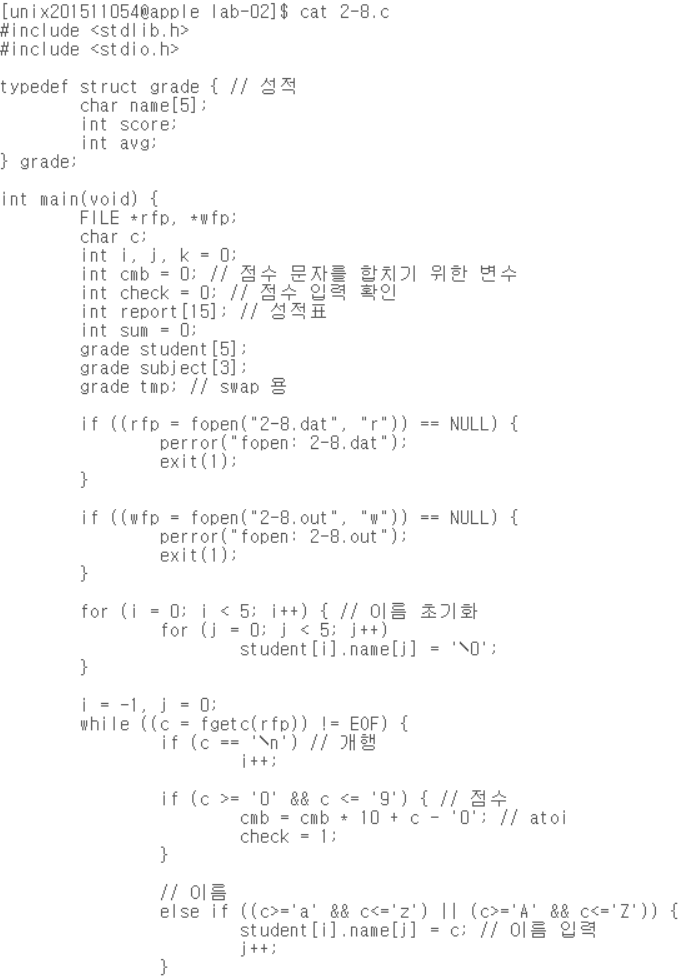 [unix201511054@apple lab-02]$ cat 2-8.c
#include <stdlib.h>
#include <stdio.h>

typedef struct grade { // 성적
        char name[5];
        int score;
        int avg;
} grade;

int main(void) {
        FILE *rfp, *wfp;
        char c;
        int i, j, k = 0;
        int cmb = 0; // 점수 문자를 합치기 위한 변수
        int check = 0; // 점수 입력 확인
        int report[15]; // 성적표
        int sum = 0;
        grade student[5];
        grade subject[3];
        grade tmp; // swap 용

        if ((rfp = fopen("2-8.dat", "r")) == NULL) {
                perror("fopen: 2-8.dat");
                exit(1);
        }

        if ((wfp = fopen("2-8.out", "w")) == NULL) {
                perror("fopen: 2-8.out");
                exit(1);
        }

        for (i = 0; i < 5; i++) { // 이름 초기화
                for (j = 0; j < 5; j++)
                        student[i].name[j] = '\0';
        }

        i = -1, j = 0;
        while ((c = fgetc(rfp)) != EOF) {
                if (c == '\n') // 개행
                        i++;

                if (c >= '0' && c <= '9') { // 점수
                        cmb = cmb * 10 + c - '0'; // atoi
                        check = 1;
                }

                // 이름
                else if ((c>='a' && c<='z') || (c>='A' && c<='Z')) {
                        student[i].name[j] = c; // 이름 입력
                        j++;
                }